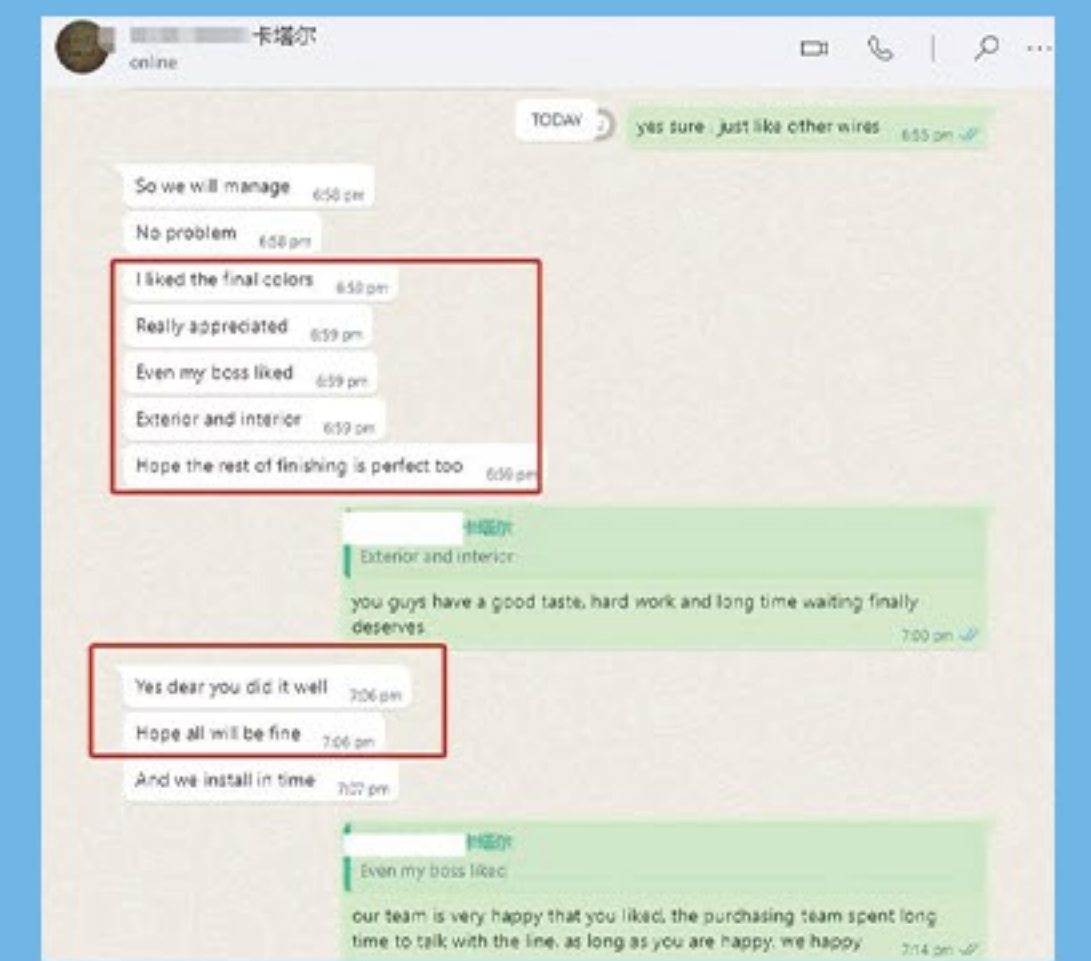 卡塔尔
online
TODAY
yes sure . just like other wires 6:55 pm
So we will manage 6:58 pm
No problem 6:58 pm
I liked the final colors 6:58 pm
Really appreciated 6:59 pm
Even my boss liked 6:59 pm
Exterior and interior 6:59 pm
Hope the rest of finishing is perfect too 6:59 pm
卡塔尔
Exterior and interior
you guys have a good taste, hard work and long time waiting finally
deserves 7:00 pm
Yes dear you did it well 7:06 pm
Hope all will be fine 7:06 pm
And we install in time 7:07 pm
卡塔尔
Even my boss liked
our team is very happy that you liked, the purchasing team spent long
time to talk with the line, as long as you are happy, we happy 7:14 pm